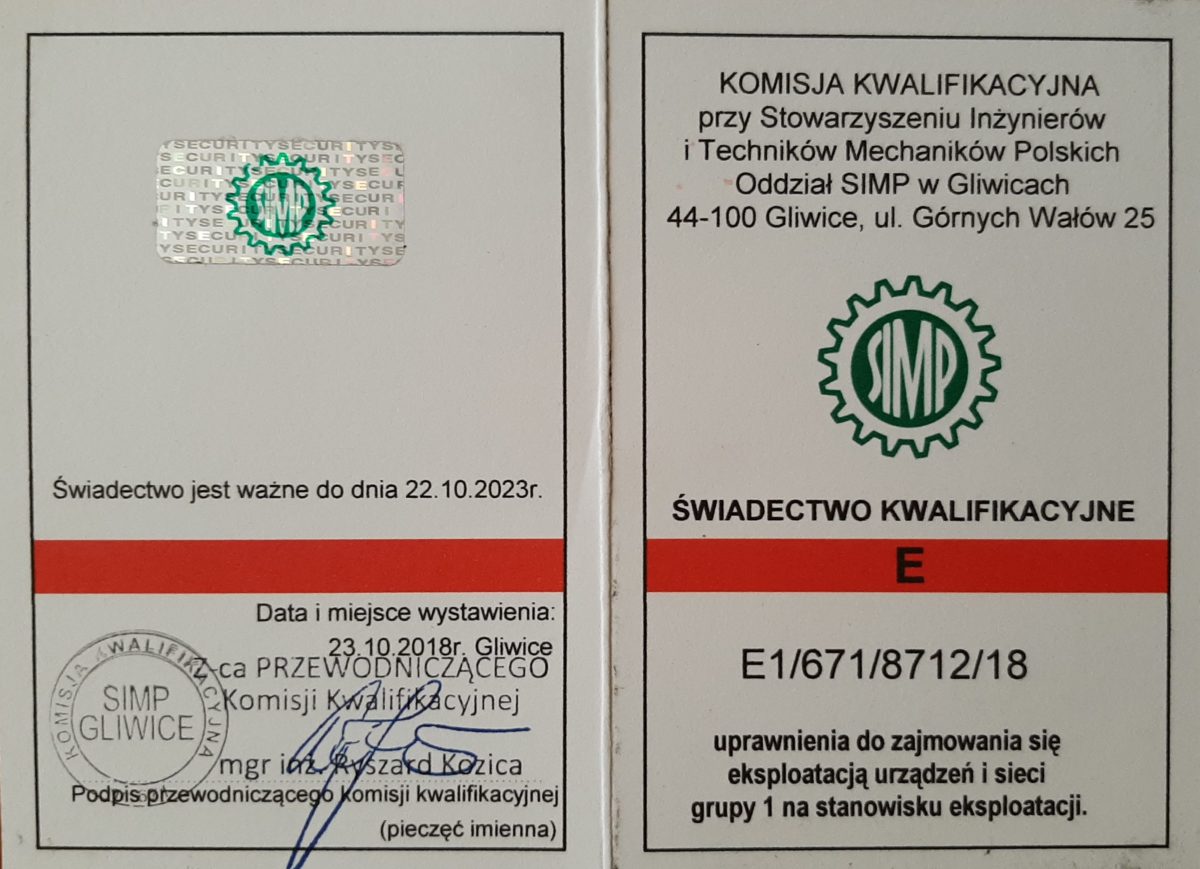 SECURITY
SIMP
Świadectwo jest ważne do dnia 22.10.2023r.
Data i miejsce wystawienia:
23.10.2018r. Gliwice
Z-ca PRZEWODNICZĄCEGO
Komisji Kwalifikacyjnej
mgr inż. Ryszard Kozica
Podpis przewodniczącego Komisji kwalifikacyjnej
(pieczęć imienna)
KOMISJA KWALIFIKACYJNA
SIMP
GLIWICE
KOMISJA KWALIFIKACYJNA
przy Stowarzyszeniu Inżynierów
i Techników Mechaników Polskich
Oddział SIMP w Gliwicach
44-100 Gliwice, ul. Górnych Wałów 25
SIMP
ŚWIADECTWO KWALIFIKACYJNE
E
E1/671/8712/18
uprawnienia do zajmowania się
eksploatacją urządzeń i sieci
grupy 1 na stanowisku eksploatacji.